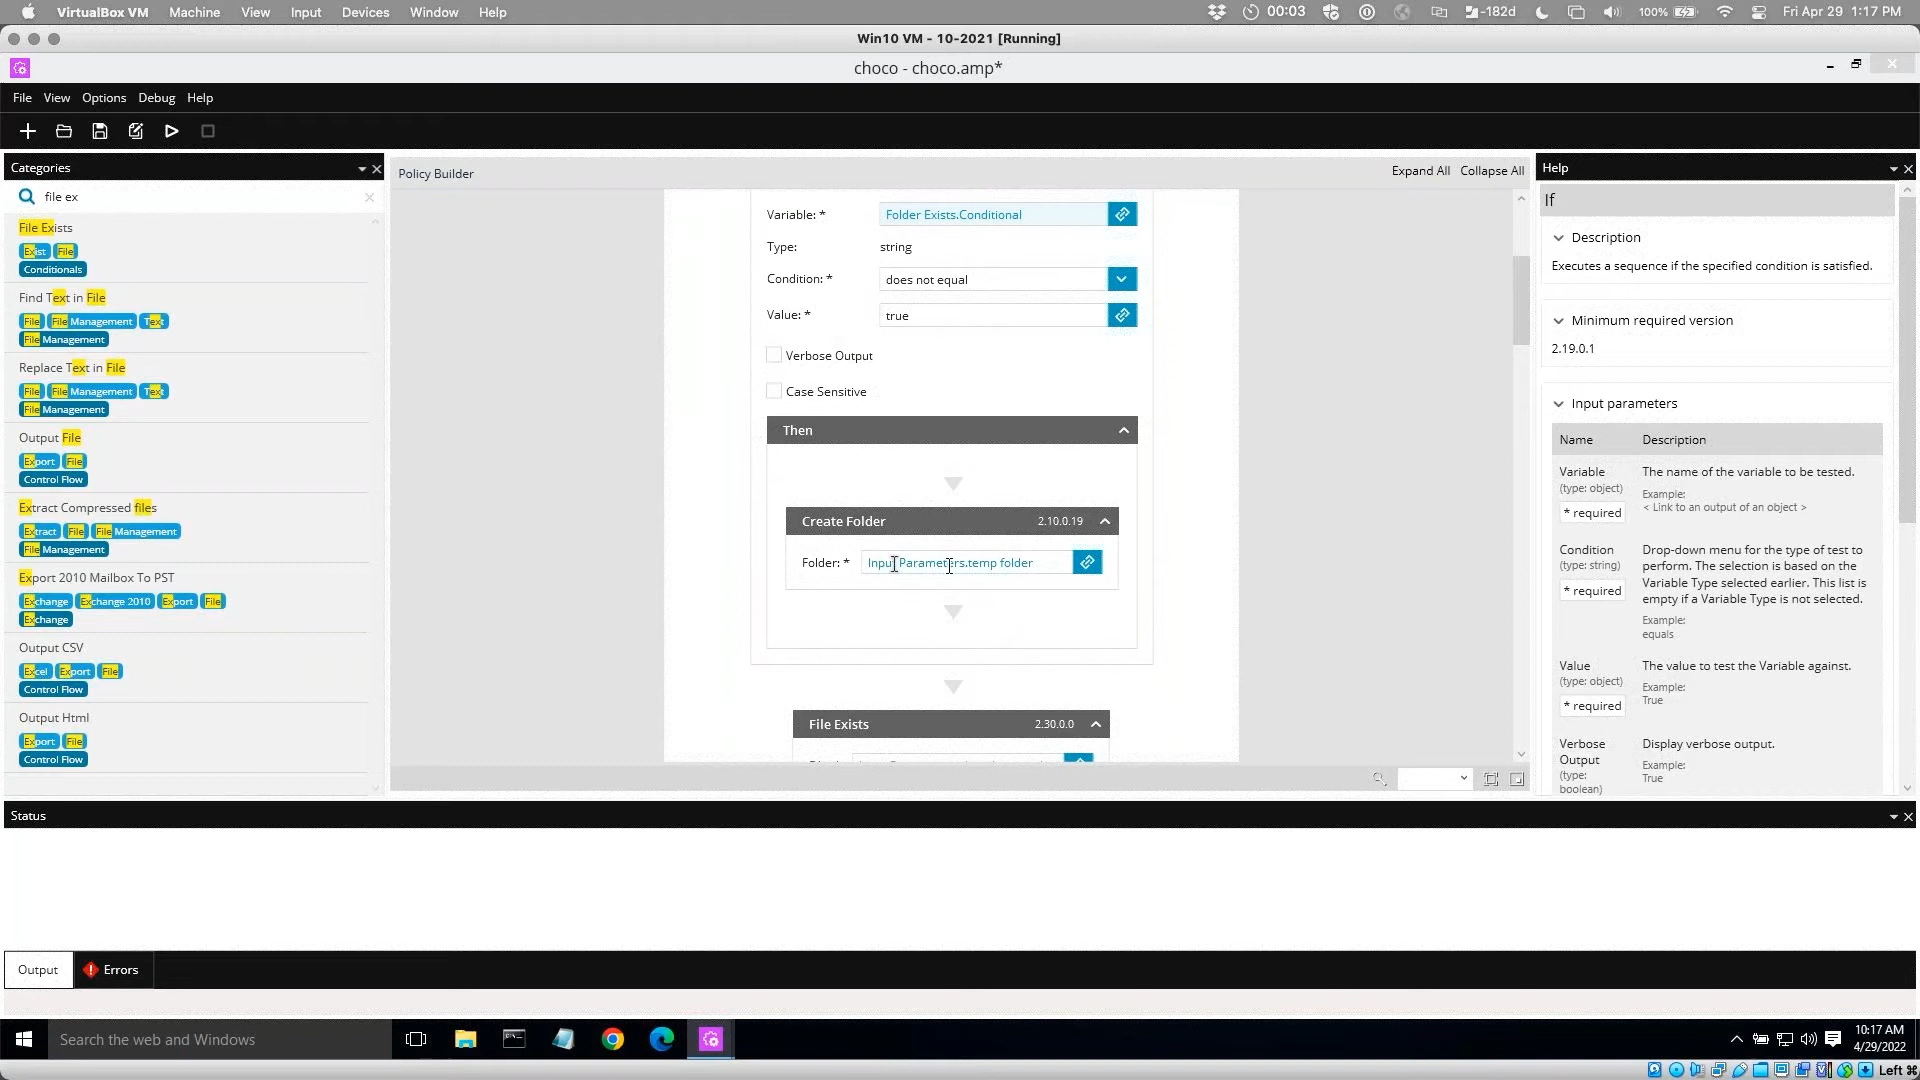 VirtualBox VM Machine View Input Devices Window Help 00:03 -182d 100% Fri Apr 29 1:17 PM
Win10 VM - 10-2021 [Running]
choco - choco.amp*
File View Options Debug Help
Categories
file ex
File Exists
Exist File
Conditionals
Find Text in File
File File Management Text
File Management
Replace Text in File
File File Management Text
File Management
Output File
Export File
Control Flow
Extract Compressed files
Extract File File Management
File Management
Export 2010 Mailbox To PST
Exchange Exchange 2010 Export File
Exchange
Output CSV
Excel Export File
Control Flow
Output Html
Export File
Control Flow
Policy Builder
Expand All Collapse All
Variable: * Folder Exists.Conditional
Type: string
Condition: * does not equal
Value: * true
Verbose Output
Case Sensitive
Then
Create Folder 2.10.0.19
Folder: * Input Parameters.temp folder
File Exists 2.30.0.0
Help
If
Description
Executes a sequence if the specified condition is satisfied.
Minimum required version
2.19.0.1
Input parameters
Name Description
Variable
(type: object)
* required
The name of the variable to be tested.
Example:
< Link to an output of an object >
Condition
(type: string)
* required
Drop-down menu for the type of test to
perform. The selection is based on the
Variable Type selected earlier. This list is
empty if a Variable Type is not selected.
Example:
equals
Value
(type: object)
* required
The value to test the Variable against.
Example:
True
Verbose
Output
(type:
boolean)
Display verbose output.
Example:
True
Status
Output Errors
Search the web and Windows
10:17 AM
4/29/2022
Left ⌘